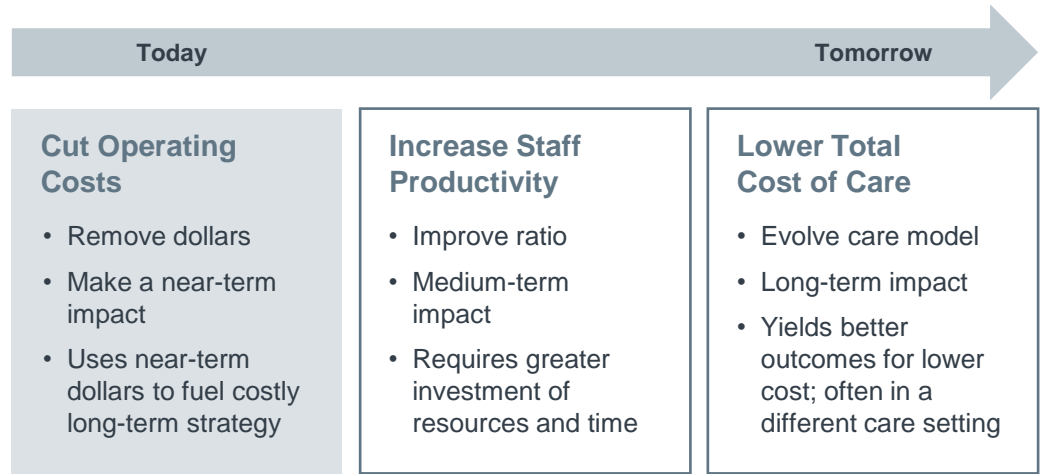 Today
Tomorrow
Cut Operating
Costs
• Remove dollars
• Make a near-term
impact
• Uses near-term
dollars to fuel costly
long-term strategy
Increase Staff
Productivity
• Improve ratio
• Medium-term
impact
• Requires greater
investment of
resources and time
Lower Total
Cost of Care
• Evolve care model
• Long-term impact
• Yields better
outcomes for lower
cost; often in a
different care setting